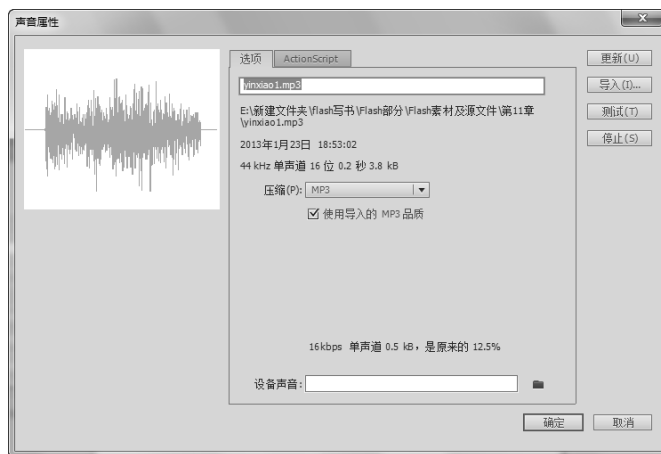 声音属性
选项 ActionScript
yinxiao1.mp3
E:\新建文件夹\flash写书\Flash部分\Flash素材及源文件\第11章
\yinxiao1.mp3
2013年1月23日 18:53:02
44 kHz 单声道 16 位 0.2 秒 3.8 kB
压缩(P): MP3
使用导入的 MP3 品质
16kbps 单声道 0.5 kB，是原来的 12.5%
设备声音:
更新(U)
导入(I)...
测试(T)
停止(S)
确定 取消